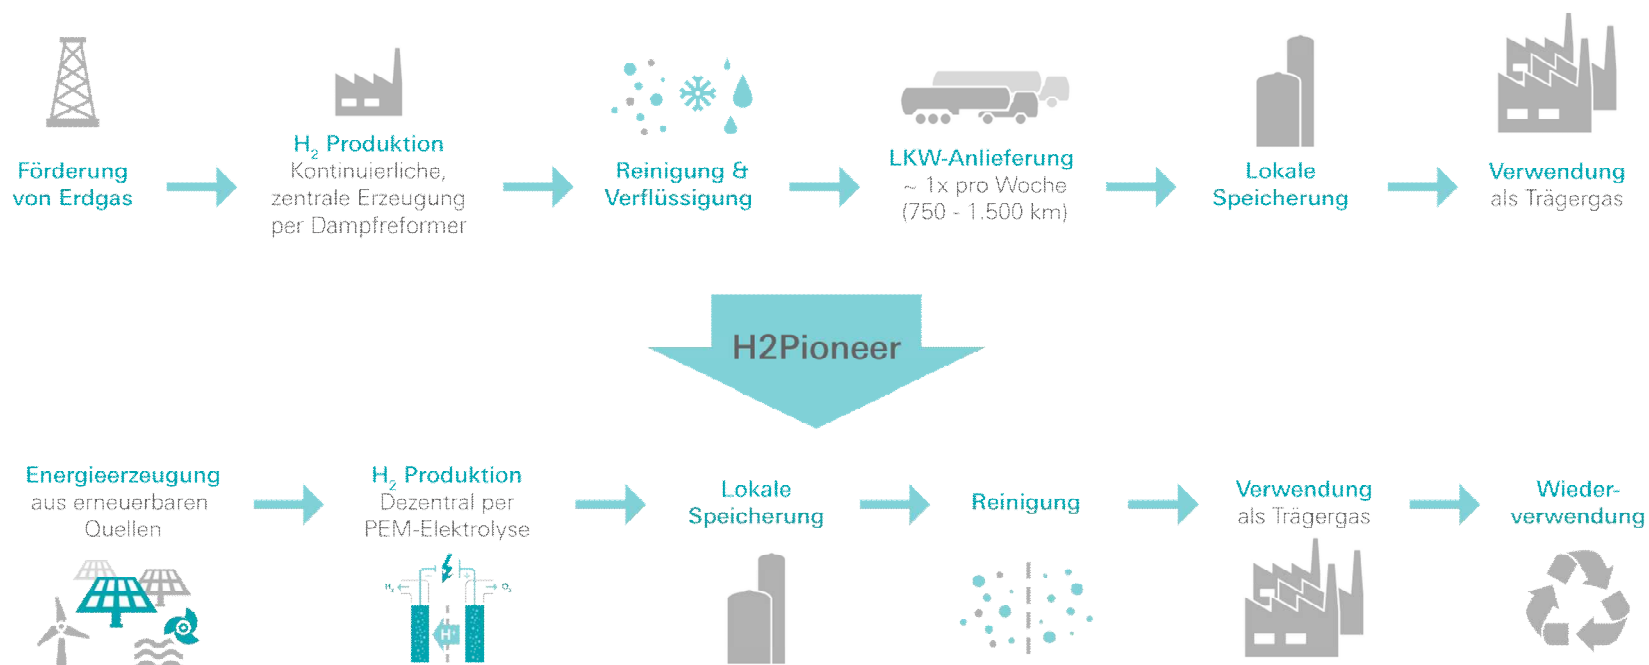 Förderung
von Erdgas
H₂ Produktion
Kontinuierliche,
zentrale Erzeugung
per Dampfreformer
Reinigung &
Verflüssigung
LKW-Anlieferung
~ 1x pro Woche
(750 - 1.500 km)
Lokale
Speicherung
Verwendung
als Trägergas
H2Pioneer
Energieerzeugung
aus erneuerbaren
Quellen
H₂ Produktion
Dezentral per
PEM-Elektrolyse
H₂
O₂
H⁺
Lokale
Speicherung
Reinigung
Verwendung
als Trägergas
Wieder-
verwendung